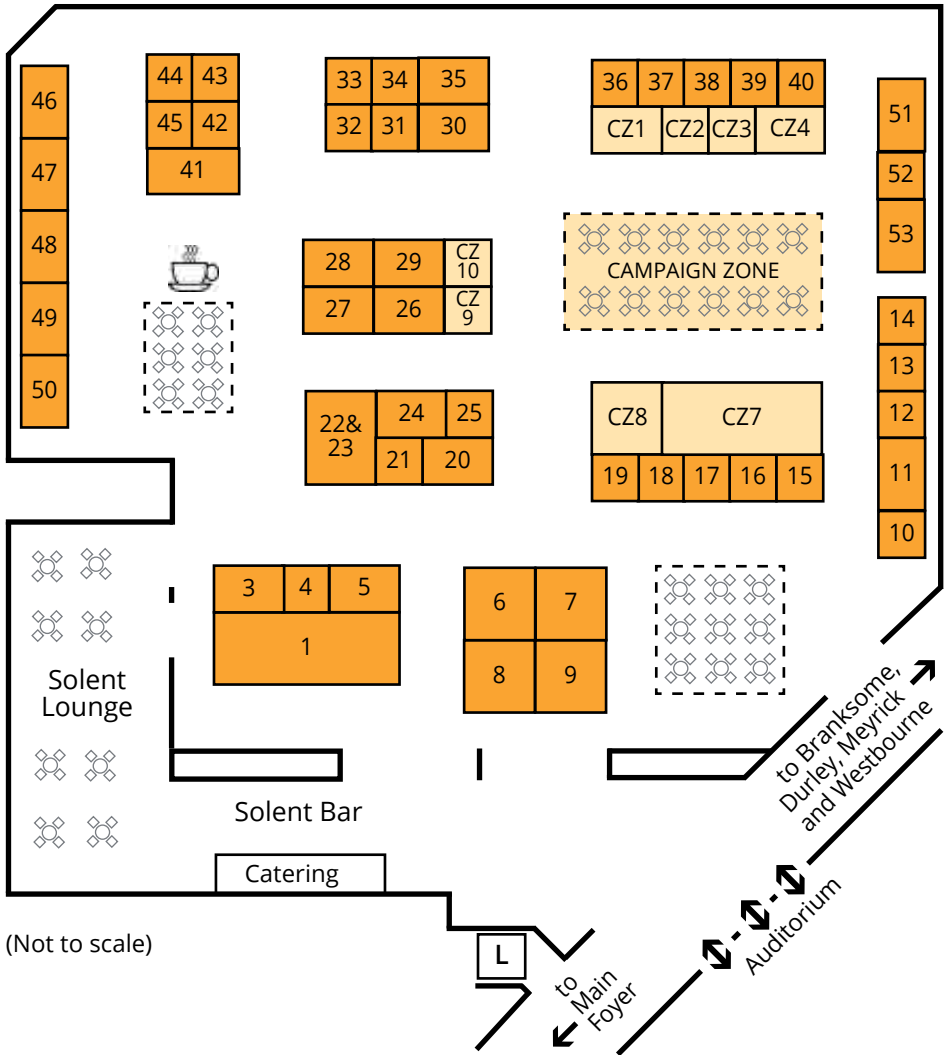 46
47
48
49
50
44
43
45
42
41
33
34
35
32
31
30
36
37
38
39
40
CZ1
CZ2
CZ3
CZ4
51
52
53
28
29
CZ
10
27
26
CZ
9
CAMPAIGN ZONE
14
13
12
11
10
22&
23
24
25
21
20
CZ8
CZ7
19
18
17
16
15
3
4
5
1
6
7
8
9
Solent
Lounge
Solent Bar
Catering
to Branksome,
Durley, Meyrick
and Westbourne
Auditorium
(Not to scale)
L
to
Main
Foyer